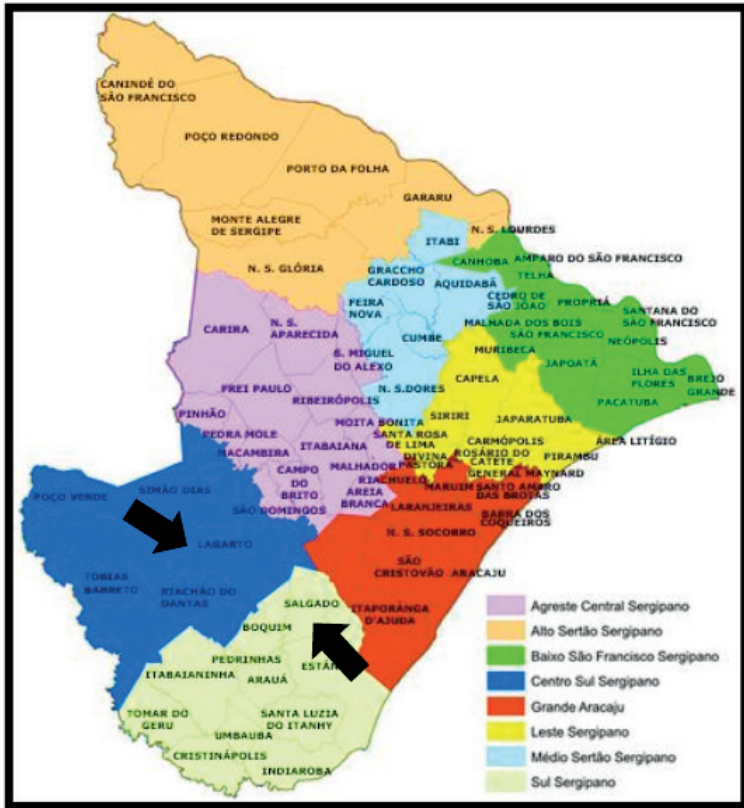 CANINDÉ DO
SÃO FRANCISCO
POÇO REDONDO
PORTO DA FOLHA
GARARU
MONTE ALEGRE
DE SERGIPE
N. S. LOURDES
ITABI
N. S. GLÓRIA
CANHOBA
AMPARO DO SÃO FRANCISCO
TELHA
GRACCHO
CARDOSO
AQUIDABÃ
CEDRO DE
SÃO JOÃO
PROPRIÁ
SANTANA DO
SÃO FRANCISCO
FEIRA
NOVA
CARIRA
N. S.
APARECIDA
CUMBE
MALHADA DOS BOIS
SÃO FRANCISCO
NEÓPOLIS
MURIBECA
S. MIGUEL
DO ALEIXO
JAPOATÃ
ILHA DAS
FLORES
BREJO
GRANDE
CAPELA
FREI PAULO
N. S.DORES
RIBEIRÓPOLIS
PACATUBA
PINHÃO
SIRIRI
JAPARATUBA
MOITA BONITA
PEDRA MOLE
SANTA ROSA
DE LIMA
CARMÓPOLIS
ÁREA LITÍGIO
MACAMBIRA
ITABAIANA
DIVINA
PASTORA
ROSÁRIO DO
CATETE
PIRAMBU
CAMPO
DO
BRITO
MALHADOR
RIACHUELO
GENERAL MAYNARD
MARUIM
SANTO AMARO
DAS BROTAS
POÇO VERDE
SIMÃO DIAS
AREIA
BRANCA
LARANJEIRAS
SÃO DOMINGOS
BARRA DOS
COQUEIROS
N. S. SOCORRO
LAGARTO
SÃO
CRISTOVÃO
ARACAJU
TOBIAS
BARRETO
RIACHÃO DO
DANTAS
SALGADO
ITAPORANGA
D'AJUDA
BOQUIM
PEDRINHAS
ITABAIANINHA
ARAUÁ
TOMAR DO
GERU
SANTA LUZIA
DO ITANHY
UMBAUBA
CRISTINÁPOLIS
INDIAROBA
Agreste Central Sergipano
Alto Sertão Sergipano
Baixo São Francisco Sergipano
Centro Sul Sergipano
Grande Aracaju
Leste Sergipano
Médio Sertão Sergipano
Sul Sergipano